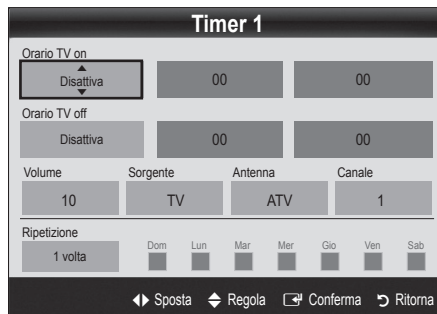 Timer 1
Orario TV on
Disattiva 00 00
Orario TV off
Disattiva 00 00
Volume Sorgente Antenna Canale
10 TV ATV 1
Ripetizione
Dom Lun Mar Mer Gio Ven Sab
1 volta
Sposta Regola Conferma Ritorna